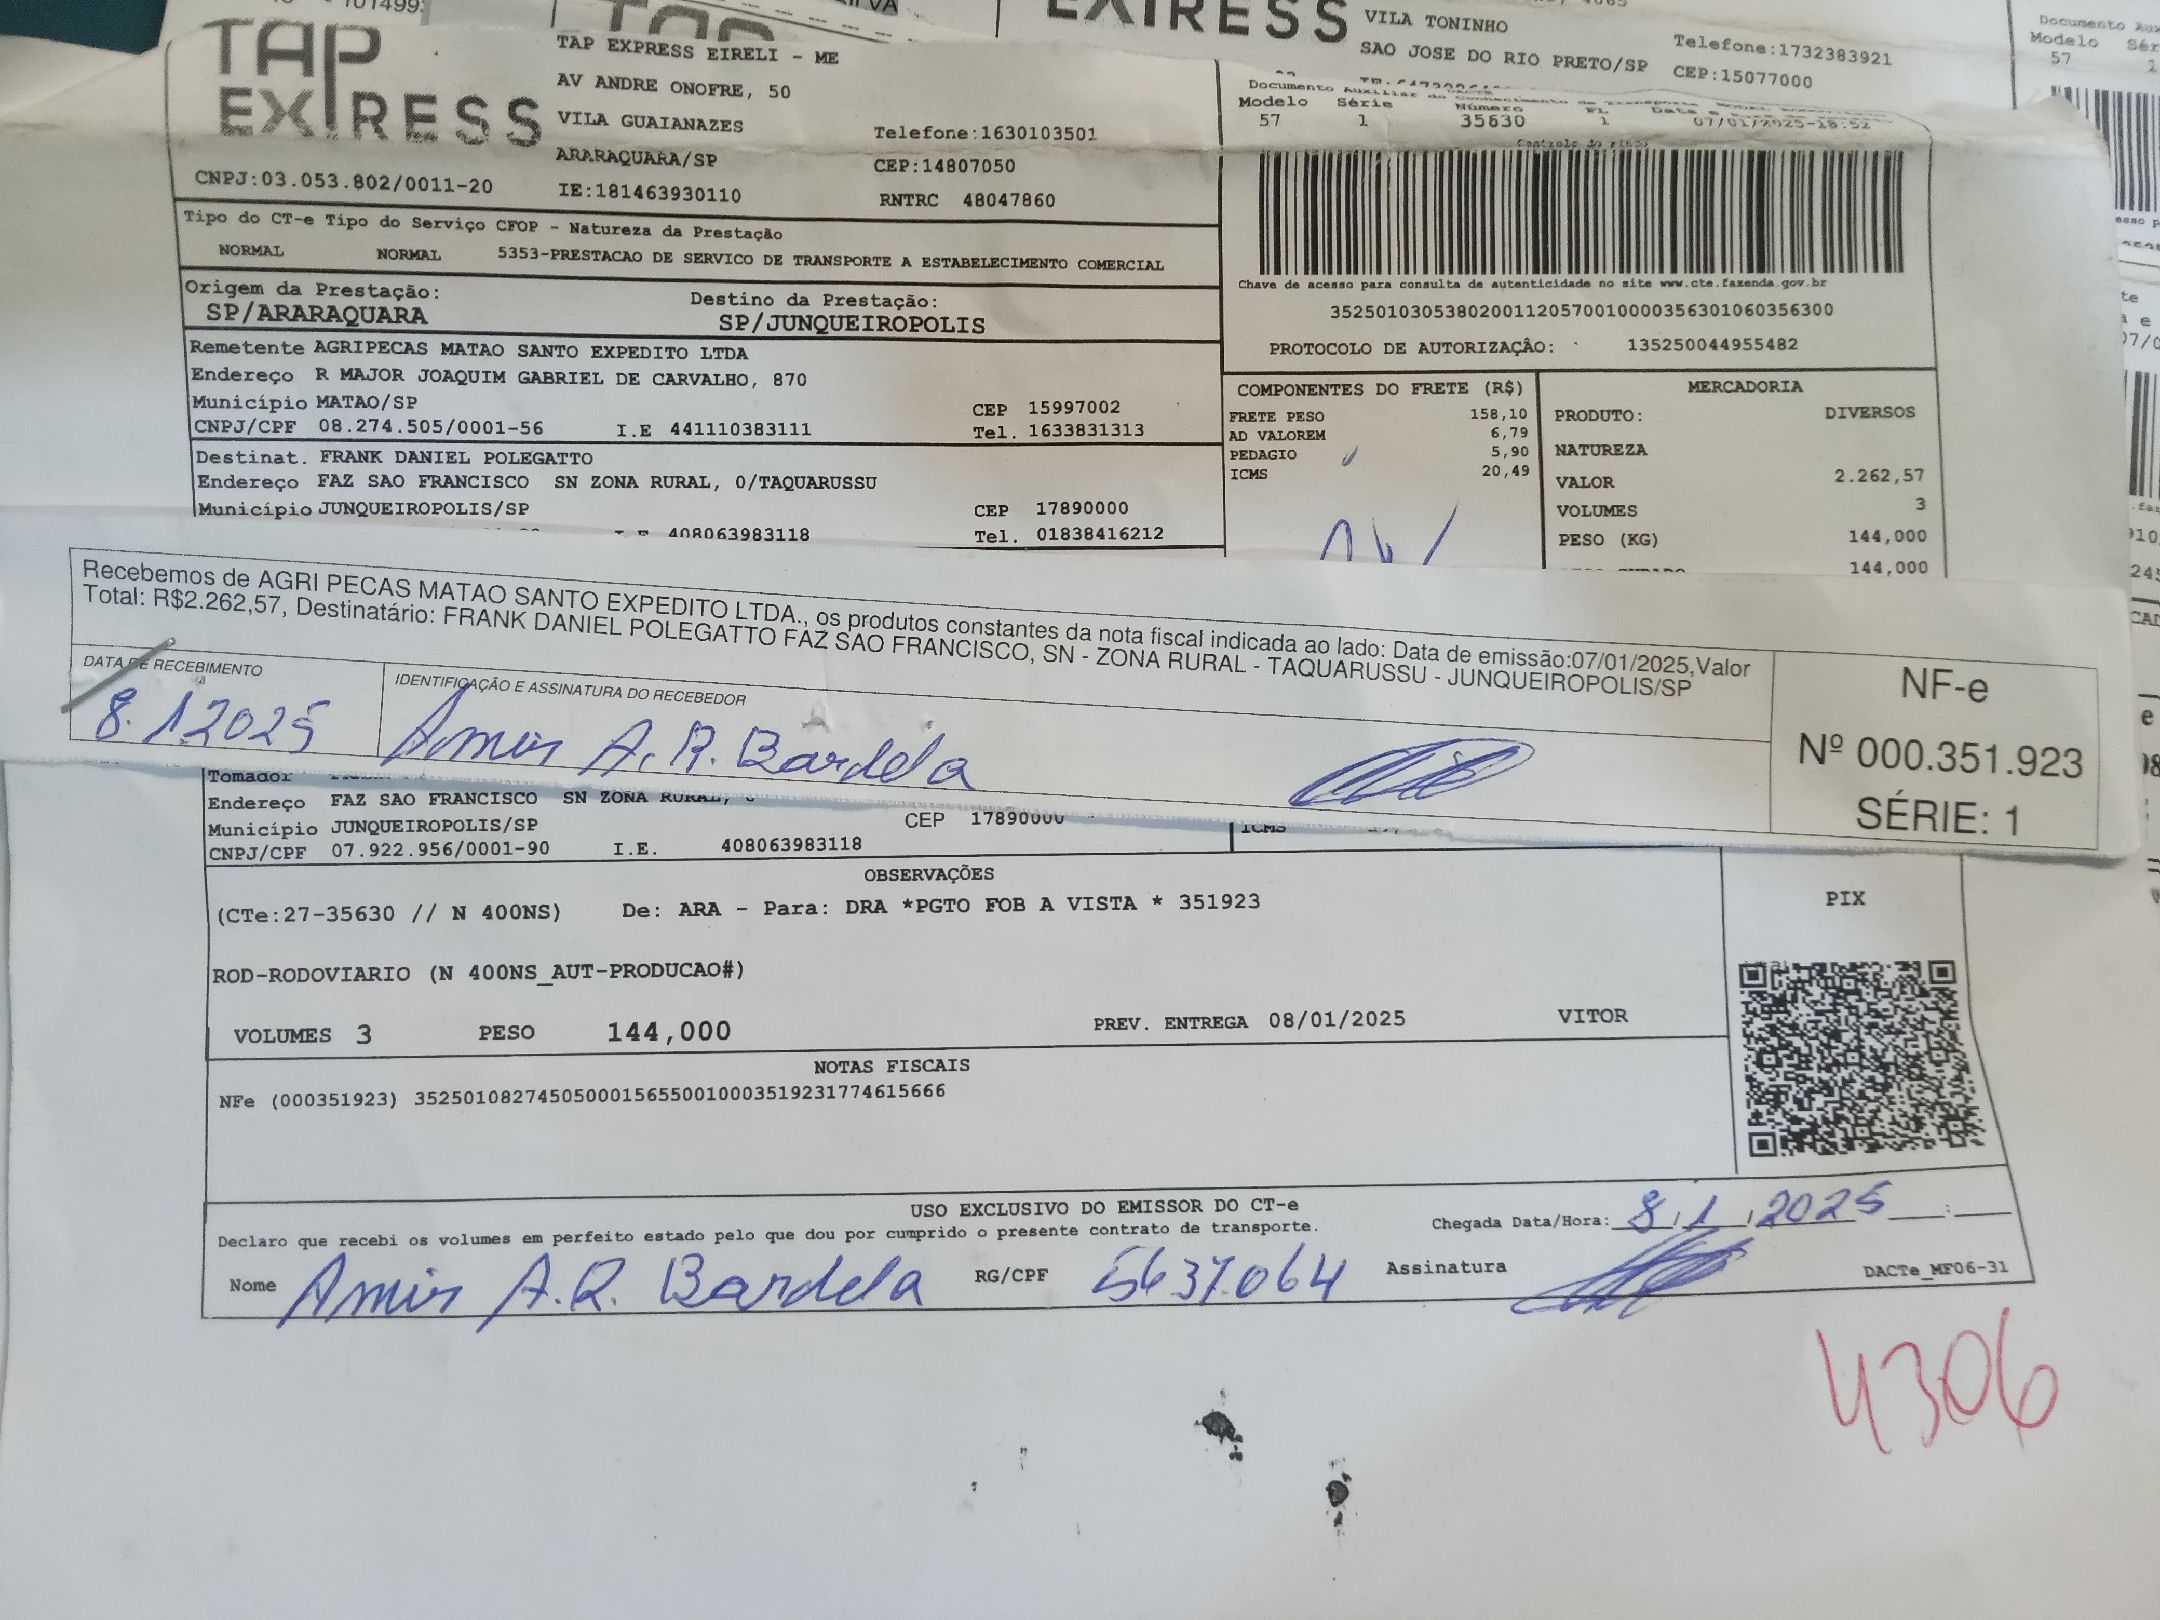 TAP
EXPRESS
TAP EXPRESS EIRELI - ME
AV ANDRE ONOFRE, 50
VILA GUAIANAZES
Telefone:1630103501
ARARAQUARA/SP
CEP:14807050
CNPJ:03.053.802/0011-20
IE:181463930110
RNTRC 48047860
EXPRESS
VILA TONINHO
SAO JOSE DO RIO PRETO/SP
Telefone:1732383921
CEP:15077000
Modelo Série Número FL
57 1 35630 1 07/01/2025-18:52
Chave de acesso para consulta de autenticidade no site www.cte.fazenda.gov.br
35250103053802001120570010000356301060356300
PROTOCOLO DE AUTORIZAÇÃO: 135250044955482
Tipo do CT-e Tipo do Serviço CFOP - Natureza da Prestação
NORMAL NORMAL 5353-PRESTACAO DE SERVICO DE TRANSPORTE A ESTABELECIMENTO COMERCIAL
Origem da Prestação: Destino da Prestação:
SP/ARARAQUARA SP/JUNQUEIROPOLIS
Remetente AGRIPECAS MATAO SANTO EXPEDITO LTDA
Endereço R MAJOR JOAQUIM GABRIEL DE CARVALHO, 870
Município MATAO/SP CEP 15997002
CNPJ/CPF 08.274.505/0001-56 I.E 441110383111 Tel. 1633831313
Destinat. FRANK DANIEL POLEGATTO
Endereço FAZ SAO FRANCISCO SN ZONA RURAL, 0/TAQUARUSSU
Município JUNQUEIROPOLIS/SP CEP 17890000
408063983118 Tel. 01838416212
COMPONENTES DO FRETE (R$)
FRETE PESO 158,10
AD VALOREM 6,79
PEDAGIO 5,90
ICMS 20,49
MERCADORIA
PRODUTO: DIVERSOS
NATUREZA
VALOR 2.262,57
VOLUMES 3
PESO (KG) 144,000
144,000
Recebemos de AGRI PECAS MATAO SANTO EXPEDITO LTDA., os produtos constantes da nota fiscal indicada ao lado: Data de emissão:07/01/2025,Valor
Total: R$2.262,57, Destinatário: FRANK DANIEL POLEGATTO FAZ SAO FRANCISCO, SN - ZONA RURAL - TAQUARUSSU - JUNQUEIROPOLIS/SP
DATA DE RECEBIMENTO
8.1.2025
IDENTIFICAÇÃO E ASSINATURA DO RECEBEDOR
Amin A. R. Bardela
NF-e
Nº 000.351.923
SÉRIE: 1
Tomador
Endereço FAZ SAO FRANCISCO SN ZONA RURAL,
Município JUNQUEIROPOLIS/SP CEP 17890000
CNPJ/CPF 07.922.956/0001-90 I.E. 408063983118
ICMS
OBSERVAÇÕES
(CTe:27-35630 // N 400NS) De: ARA - Para: DRA *PGTO FOB A VISTA * 351923
ROD-RODOVIARIO (N 400NS_AUT-PRODUCAO#)
VOLUMES 3 PESO 144,000 PREV. ENTREGA 08/01/2025 VITOR
PIX
NOTAS FISCAIS
NFe (000351923) 35250108274505000156550010003519231774615666
USO EXCLUSIVO DO EMISSOR DO CT-e
Declaro que recebi os volumes em perfeito estado pelo que dou por cumprido o presente contrato de transporte.
Chegada Data/Hora: 8/1/2025
Nome Amin A.R. Bardela RG/CPF 5637.064 Assinatura
DACTe_MF06-31
4306